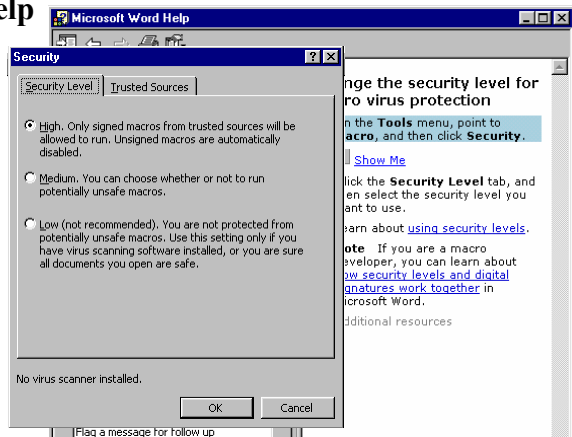 elp
Microsoft Word Help
Security
Security Level
Trusted Sources
High. Only signed macros from trusted sources will be
allowed to run. Unsigned macros are automatically
disabled.
Medium. You can choose whether or not to run
potentially unsafe macros.
Low (not recommended). You are not protected from
potentially unsafe macros. Use this setting only if you
have virus scanning software installed, or you are sure
all documents you open are safe.
No virus scanner installed.
OK
Cancel
nge the security level for
ro virus protection
n the Tools menu, point to
acro, and then click Security.
Show Me
lick the Security Level tab, and
en select the security level you
ant to use.
earn about using security levels.
ote If you are a macro
eveloper, you can learn about
ow security levels and digital
gnatures work together in
icrosoft Word.
dditional resources
Flag a message for follow up